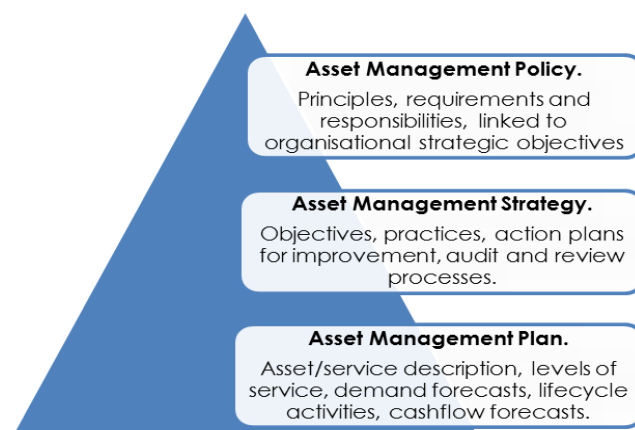 Asset Management Policy.
Principles, requirements and
responsibilities, linked to
organisational strategic objectives
Asset Management Strategy.
Objectives, practices, action plans
for improvement, audit and review
processes.
Asset Management Plan.
Asset/service description, levels of
service, demand forecasts, lifecycle
activities, cashflow forecasts.